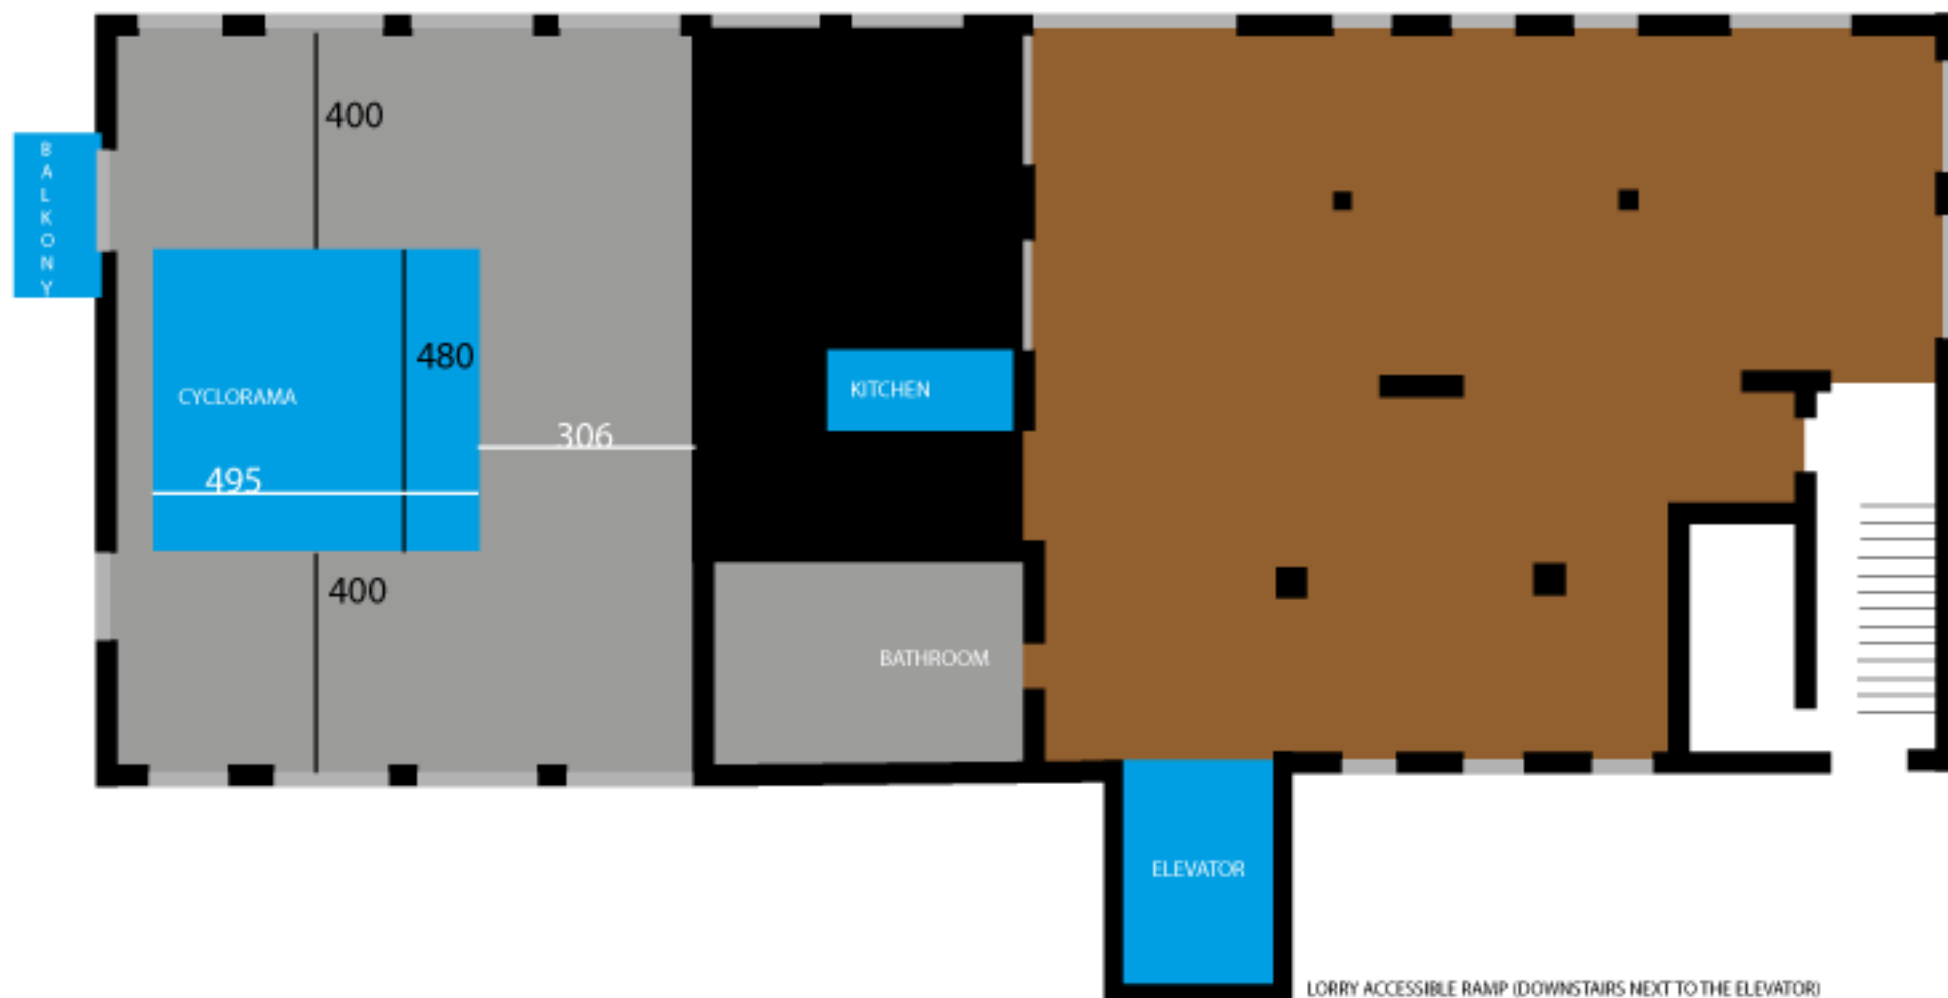 400
BALKONY
480
KITCHEN
CYCLORAMA
306
495
400
BATHROOM
ELEVATOR
LORRY ACCESSIBLE RAMP (DOWNSTAIRS NEXT TO THE ELEVATOR)